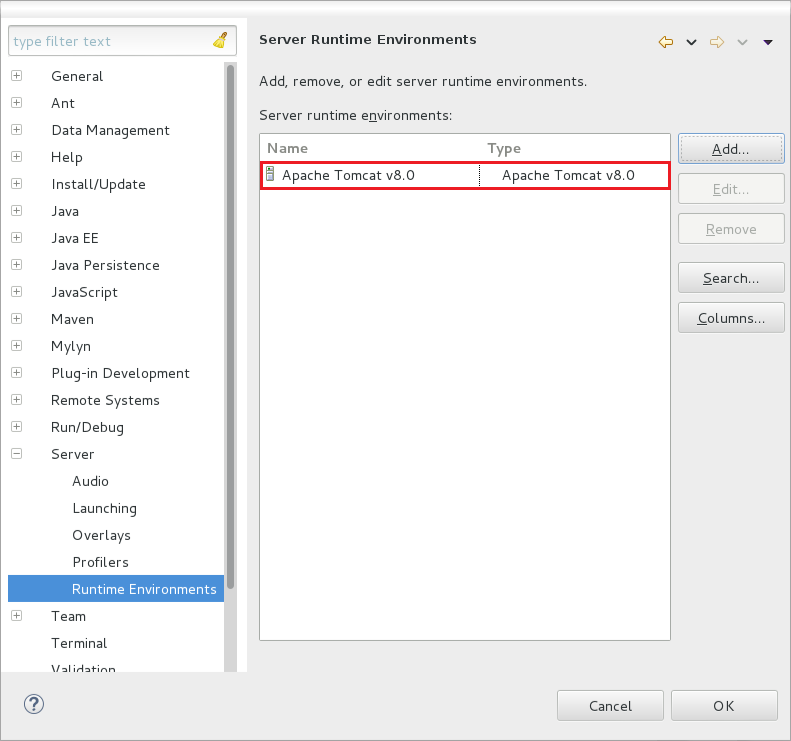 type filter text
General
Ant
Data Management
Help
Install/Update
Java
Java EE
Java Persistence
JavaScript
Maven
Mylyn
Plug-in Development
Remote Systems
Run/Debug
Server
Audio
Launching
Overlays
Profilers
Runtime Environments
Team
Terminal
Validation
Server Runtime Environments
Add, remove, or edit server runtime environments.
Server runtime environments:
Name Type
Apache Tomcat v8.0 Apache Tomcat v8.0
Add...
Edit...
Remove
Search...
Columns...
?
Cancel OK